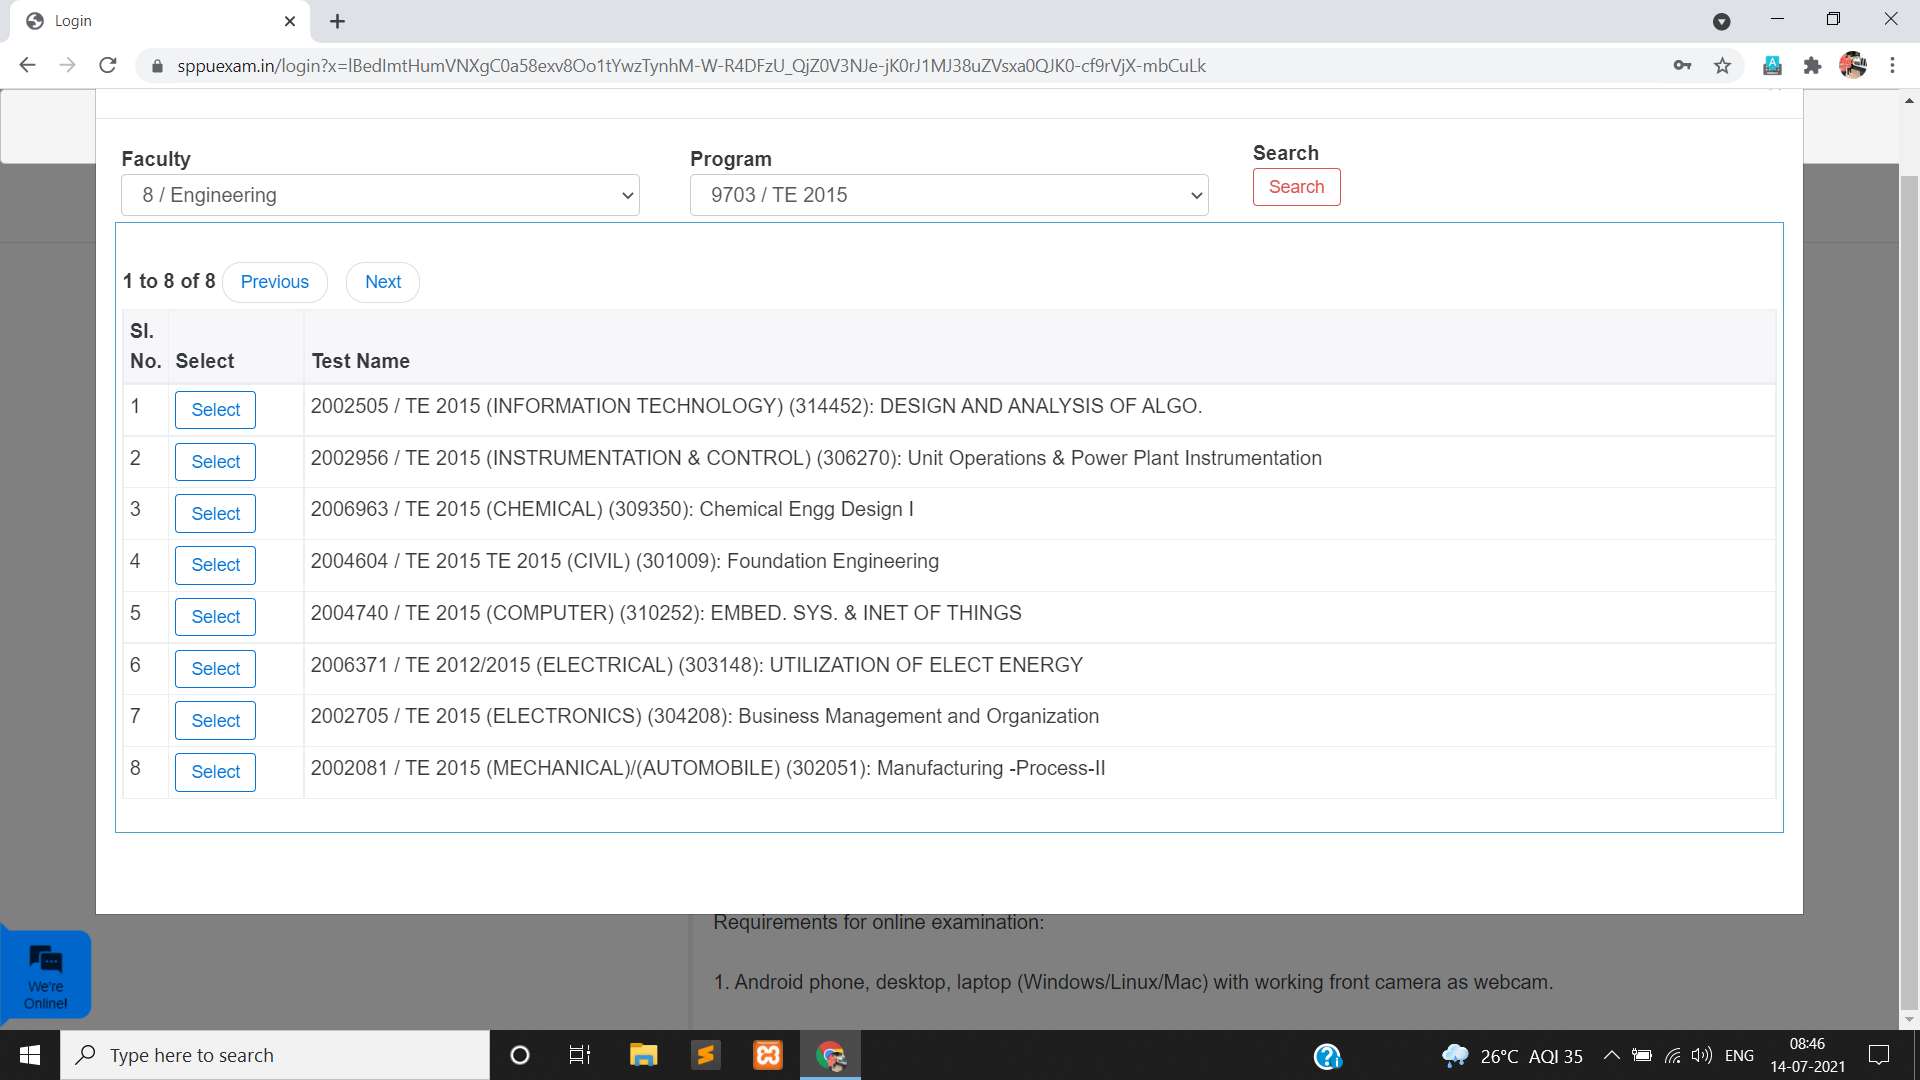 Login
sppuexam.in/login?x=lBedImtHumVNXgC0a58exv8Oo1tYwzTynhM-W-R4DFzU_QjZ0V3NJe-jK0rJ1MJ38uZVsxa0QJK0-cf9rVjX-mbCuLk
Faculty Program Search
8 / Engineering 9703 / TE 2015 Search
1 to 8 of 8 Previous Next
Sl. No. Select Test Name
1 Select 2002505 / TE 2015 (INFORMATION TECHNOLOGY) (314452): DESIGN AND ANALYSIS OF ALGO.
2 Select 2002956 / TE 2015 (INSTRUMENTATION & CONTROL) (306270): Unit Operations & Power Plant Instrumentation
3 Select 2006963 / TE 2015 (CHEMICAL) (309350): Chemical Engg Design I
4 Select 2004604 / TE 2015 TE 2015 (CIVIL) (301009): Foundation Engineering
5 Select 2004740 / TE 2015 (COMPUTER) (310252): EMBED. SYS. & INET OF THINGS
6 Select 2006371 / TE 2012/2015 (ELECTRICAL) (303148): UTILIZATION OF ELECT ENERGY
7 Select 2002705 / TE 2015 (ELECTRONICS) (304208): Business Management and Organization
8 Select 2002081 / TE 2015 (MECHANICAL)/(AUTOMOBILE) (302051): Manufacturing -Process-II
Requirements for online examination:
1. Android phone, desktop, laptop (Windows/Linux/Mac) with working front camera as webcam.
We're
Online!
Type here to search
26°C AQI 35 ENG
08:46
14-07-2021